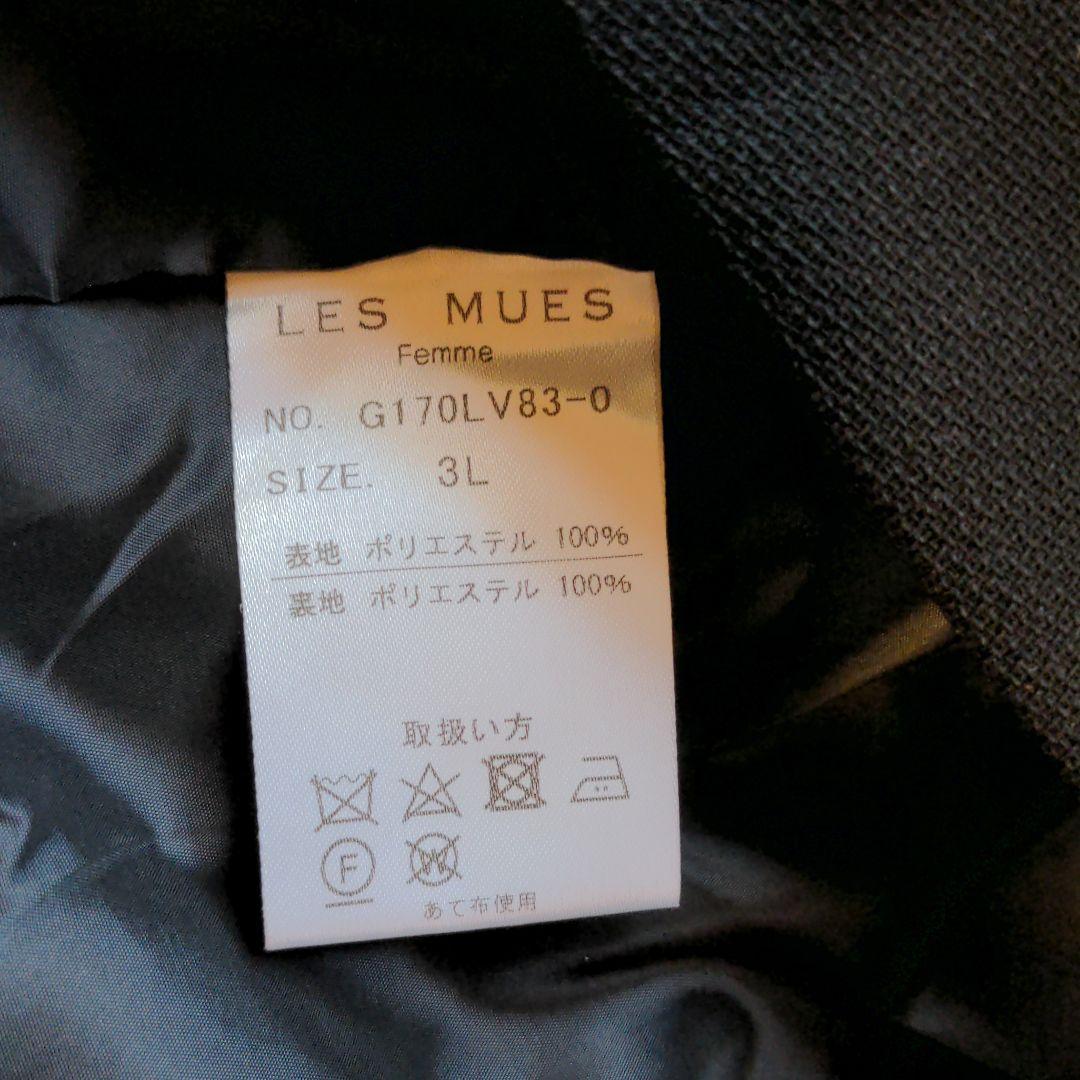 LES MUES
Femme
NO. G170LV83-0
SIZE. 3L
表地 ポリエステル 100%
裏地 ポリエステル 100%
取扱い方
F W
あて布使用